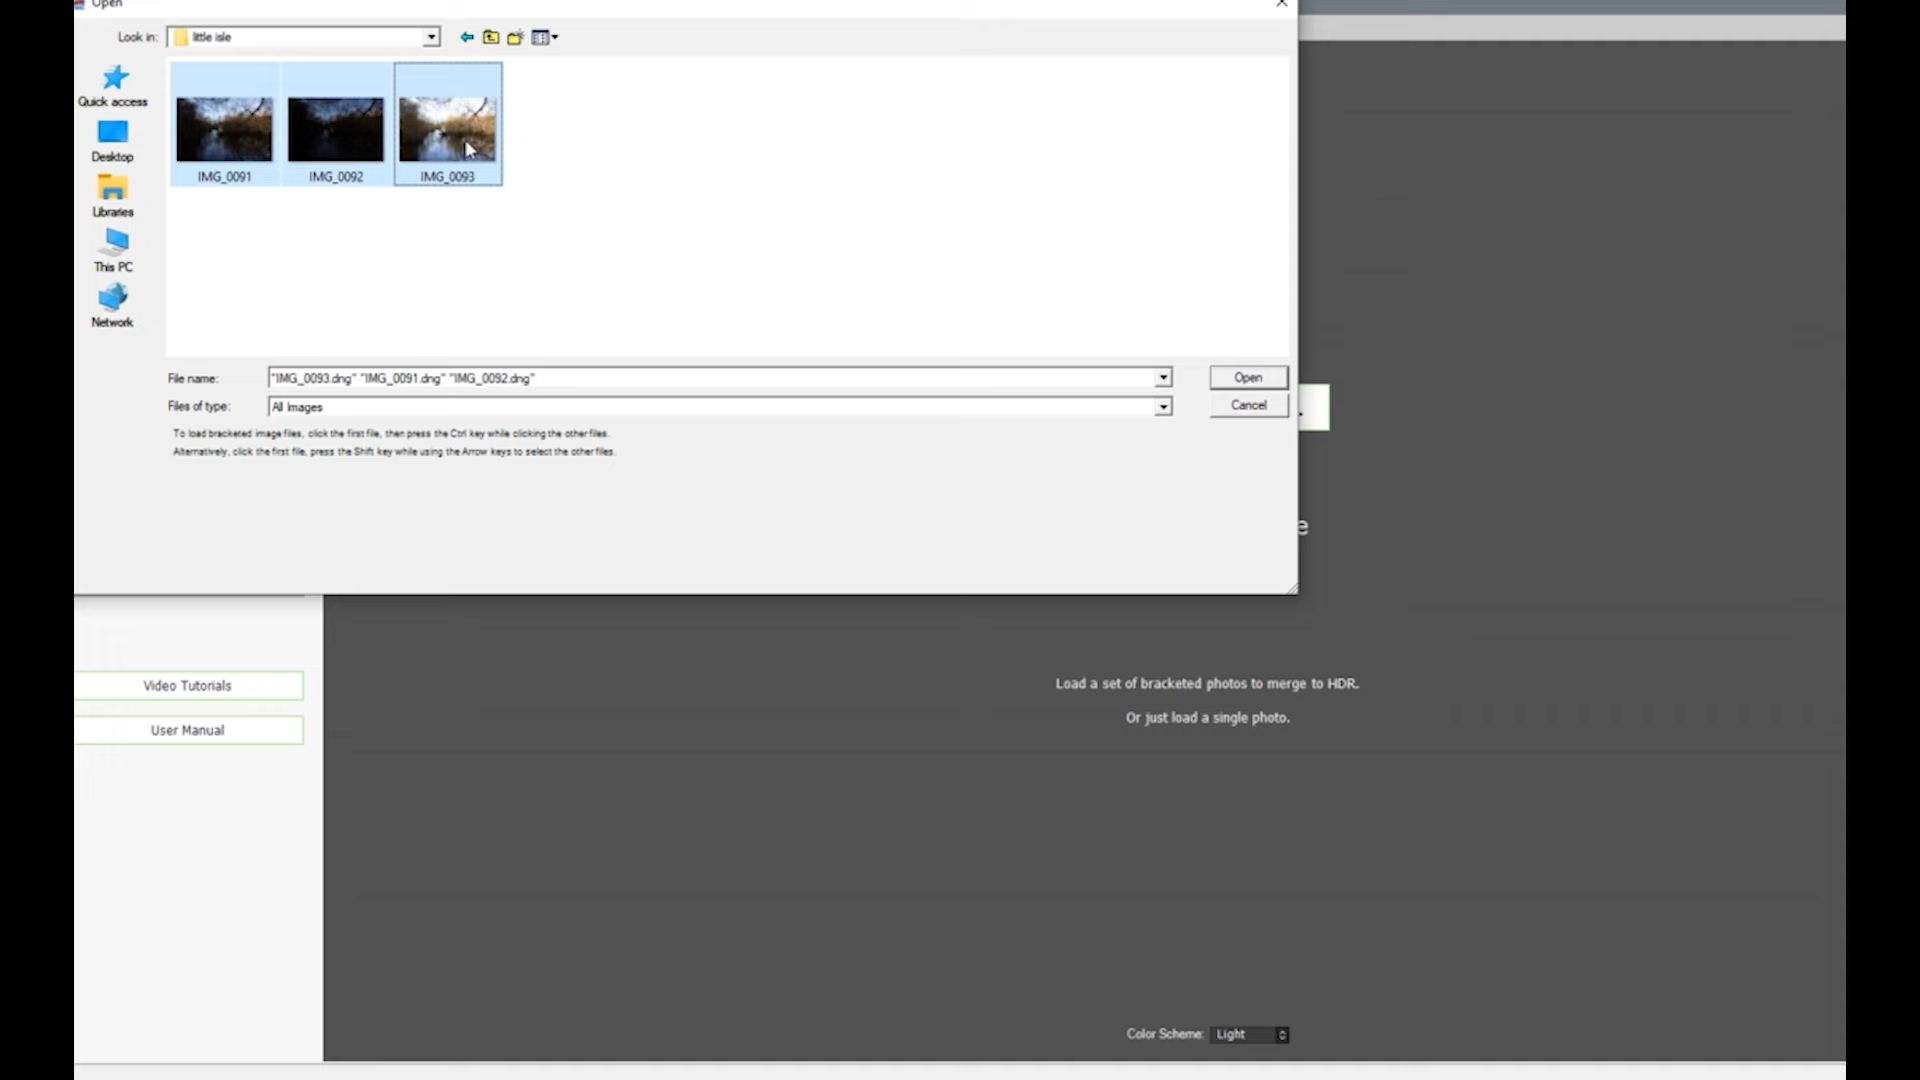 Open
Look in: little isle
Quick access
Desktop
Libraries
This PC
Network
IMG_0091 IMG_0092 IMG_0093
File name: "IMG_0093.dng" "IMG_0091.dng" "IMG_0092.dng" Open
Files of type: All Images Cancel
To load bracketed image files, click the first file, then press the Ctrl key while clicking the other files.
Alternatively, click the first file, press the Shift key while using the Arrow keys to select the other files.
e
Video Tutorials
User Manual
Load a set of bracketed photos to merge to HDR.
Or just load a single photo.
Color Scheme: Light